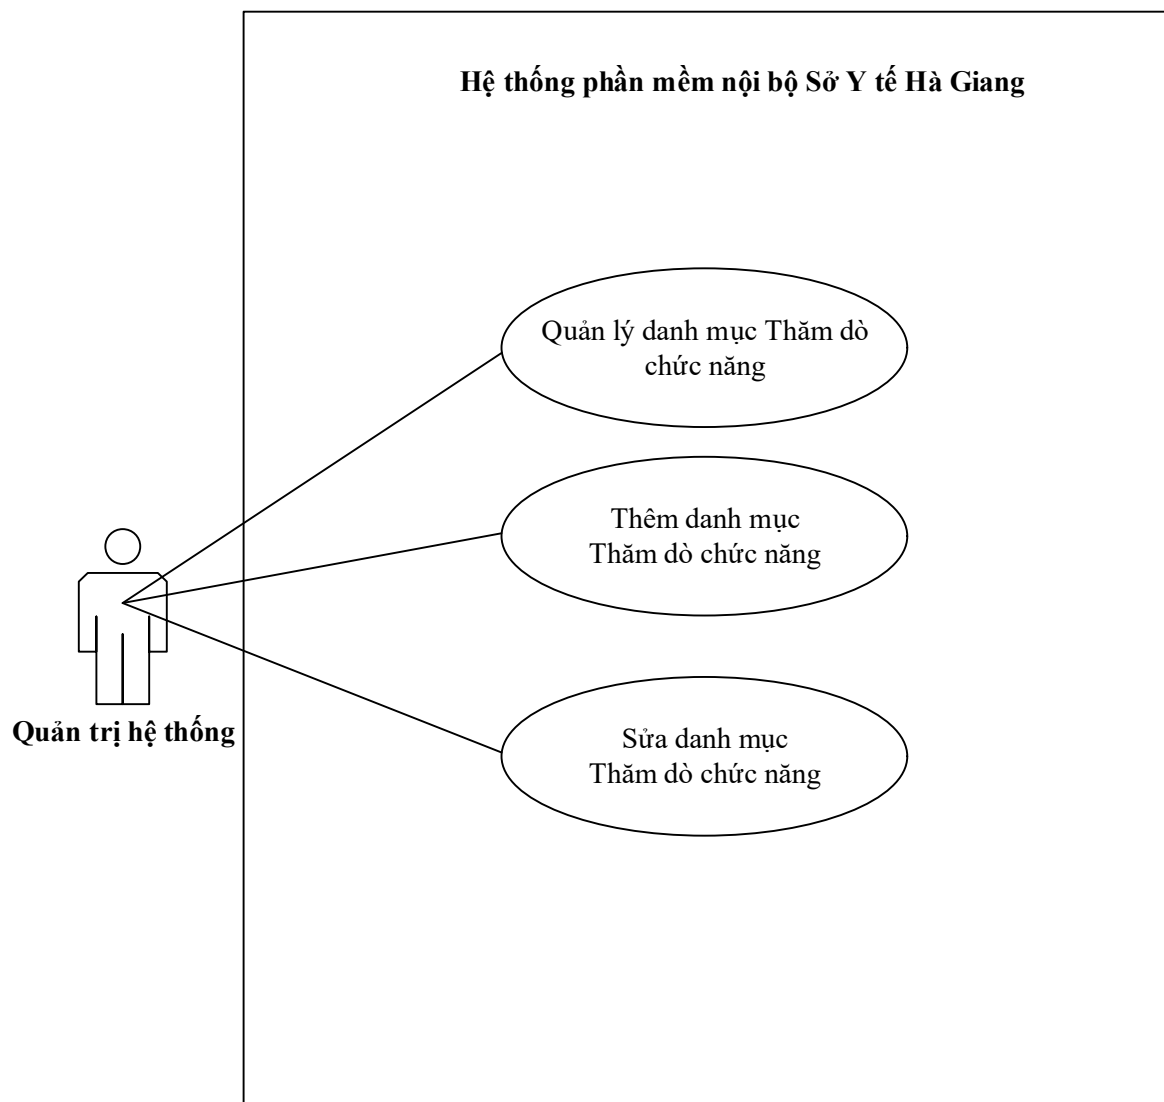 Hệ thống phần mềm nội bộ Sở Y tế Hà Giang
Quản lý danh mục Thăm dò
chức năng
Thêm danh mục
Thăm dò chức năng
Quản trị hệ thống
Sửa danh mục
Thăm dò chức năng